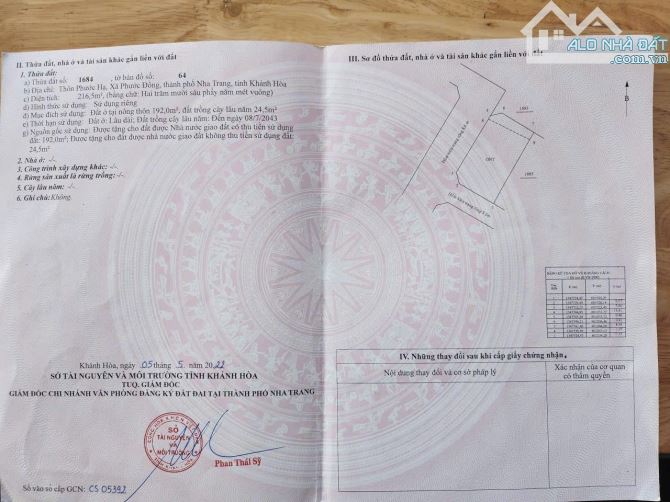 ALO NHÀ ĐẤT
II. Thửa đất, nhà ở và tài sản khác gắn liền với đất
1. Thửa đất:
a) Thửa đất số: 1684 , tờ bản đồ số: 64
b) Địa chỉ: Thôn Phước Hạ, Xã Phước Đồng, thành phố Nha Trang, tỉnh Khánh Hòa
c) Diện tích: 216,5m², (bằng chữ: Hai trăm mười sáu phẩy năm mét vuông)
d) Hình thức sử dụng: Sử dụng riêng
đ) Mục đích sử dụng: Đất ở tại nông thôn 192,0m², đất trồng cây lâu năm 24,5m²
e) Thời hạn sử dụng: Đất ở: Lâu dài; Đất trồng cây lâu năm: Đến 08/7/2043
g) Nguồn gốc sử dụng: Được tặng cho đất được Nhà nước giao đất có thu tiền sử dụng
đất: 192,0m²; Được tặng cho đất được nhà nước giao đất không thu tiền sử dụng đất:
24,5m²
2. Nhà ở: -/-
3. Công trình xây dựng khác: -/-
4. Rừng sản xuất là rừng trồng: -/-
5. Cây lâu năm: -/-
6. Ghi chú: Không.
Khánh Hòa, ngày 05 tháng 5 năm 2022
SỞ TÀI NGUYÊN VÀ MÔI TRƯỜNG TỈNH KHÁNH HÒA
TUQ. GIÁM ĐỐC
GIÁM ĐỐC CHI NHÁNH VĂN PHÒNG ĐĂNG KÝ ĐẤT ĐAI TẠI THÀNH PHỐ NHA TRANG
SỞ
TÀI NGUYÊN
VÀ
MÔI TRƯỜNG
Phan Thái Sỹ
Số vào sổ cấp GCN: CS 05392
III. Sơ đồ thửa đất, nhà ở và tài sản khác gắn liền với đất
B
IV. Những thay đổi sau khi cấp giấy chứng nhận
Nội dung thay đổi và cơ sở pháp lý
Xác nhận của cơ quan
có thẩm quyền